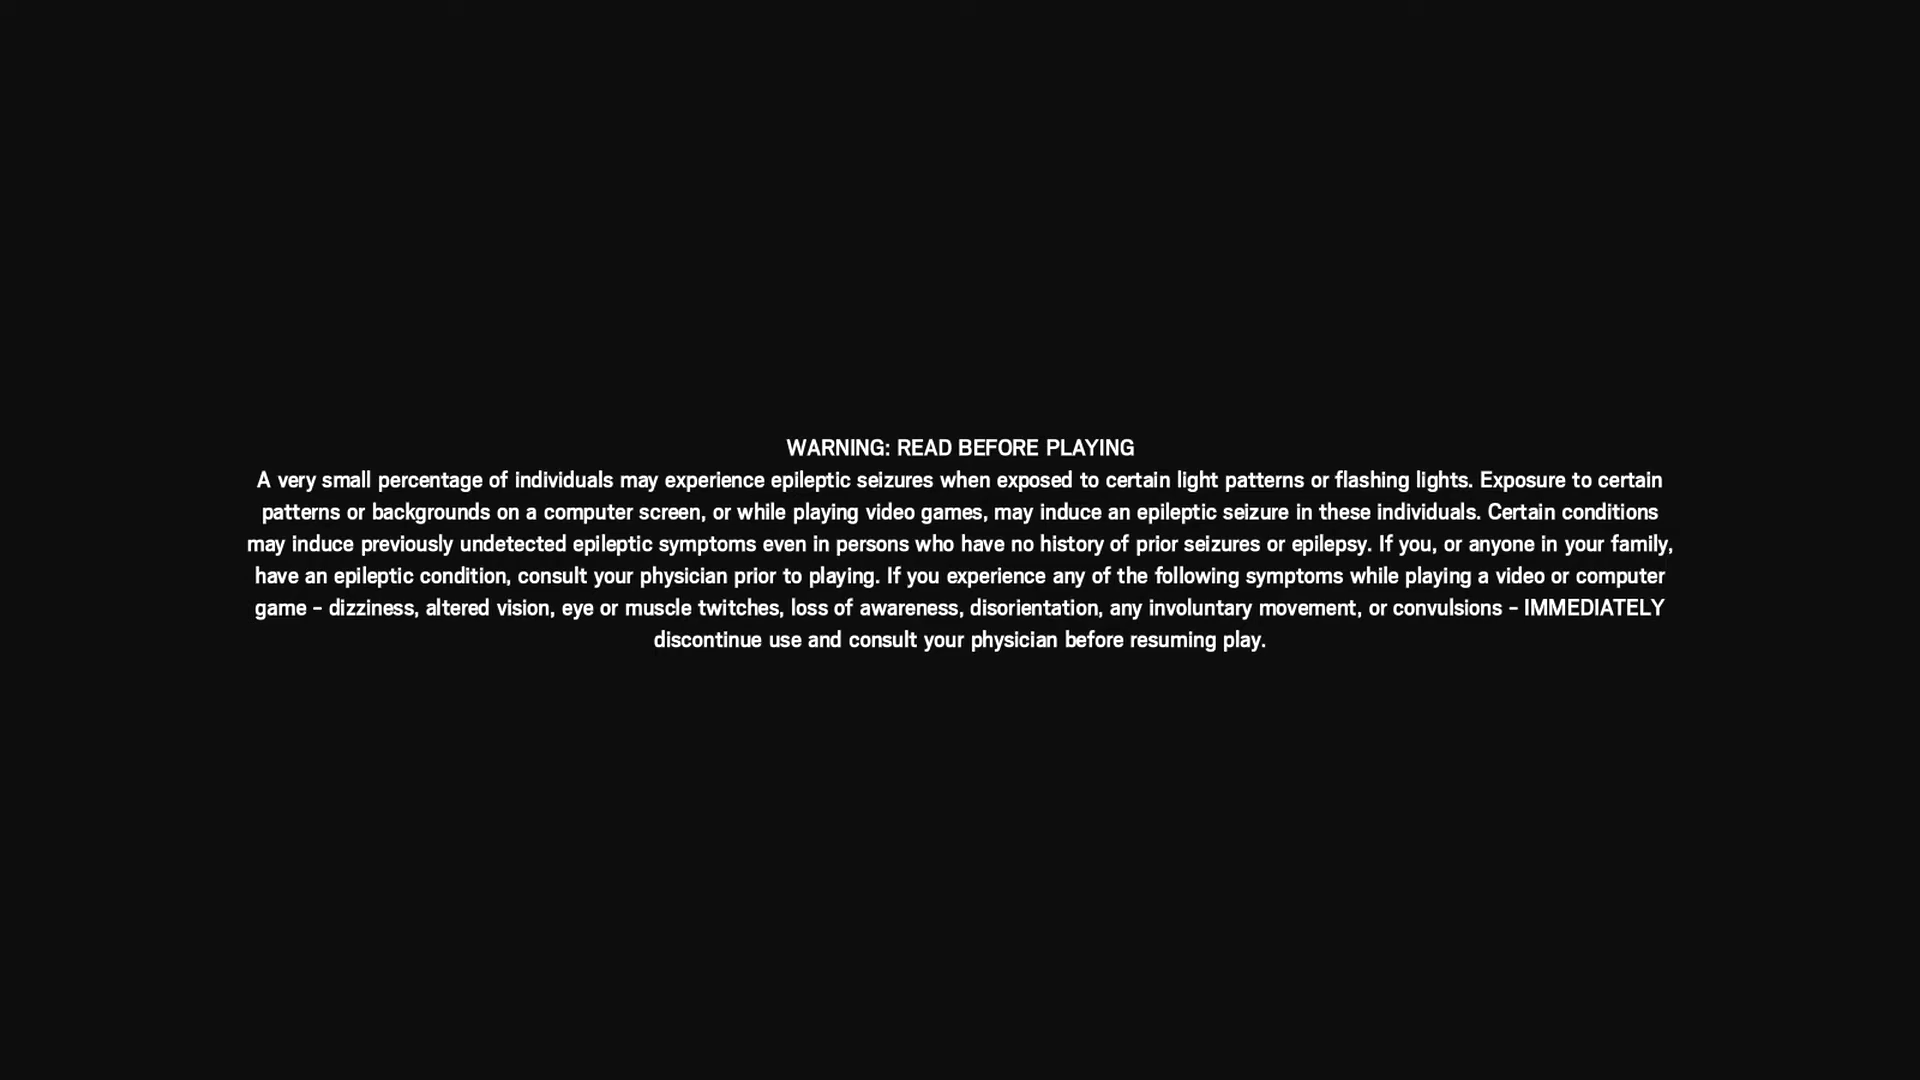 WARNING: READ BEFORE PLAYING
A very small percentage of individuals may experience epileptic seizures when exposed to certain light patterns or flashing lights. Exposure to certain
patterns or backgrounds on a computer screen, or while playing video games, may induce an epileptic seizure in these individuals. Certain conditions
may induce previously undetected epileptic symptoms even in persons who have no history of prior seizures or epilepsy. If you, or anyone in your family,
have an epileptic condition, consult your physician prior to playing. If you experience any of the following symptoms while playing a video or computer
game – dizziness, altered vision, eye or muscle twitches, loss of awareness, disorientation, any involuntary movement, or convulsions – IMMEDIATELY
discontinue use and consult your physician before resuming play.